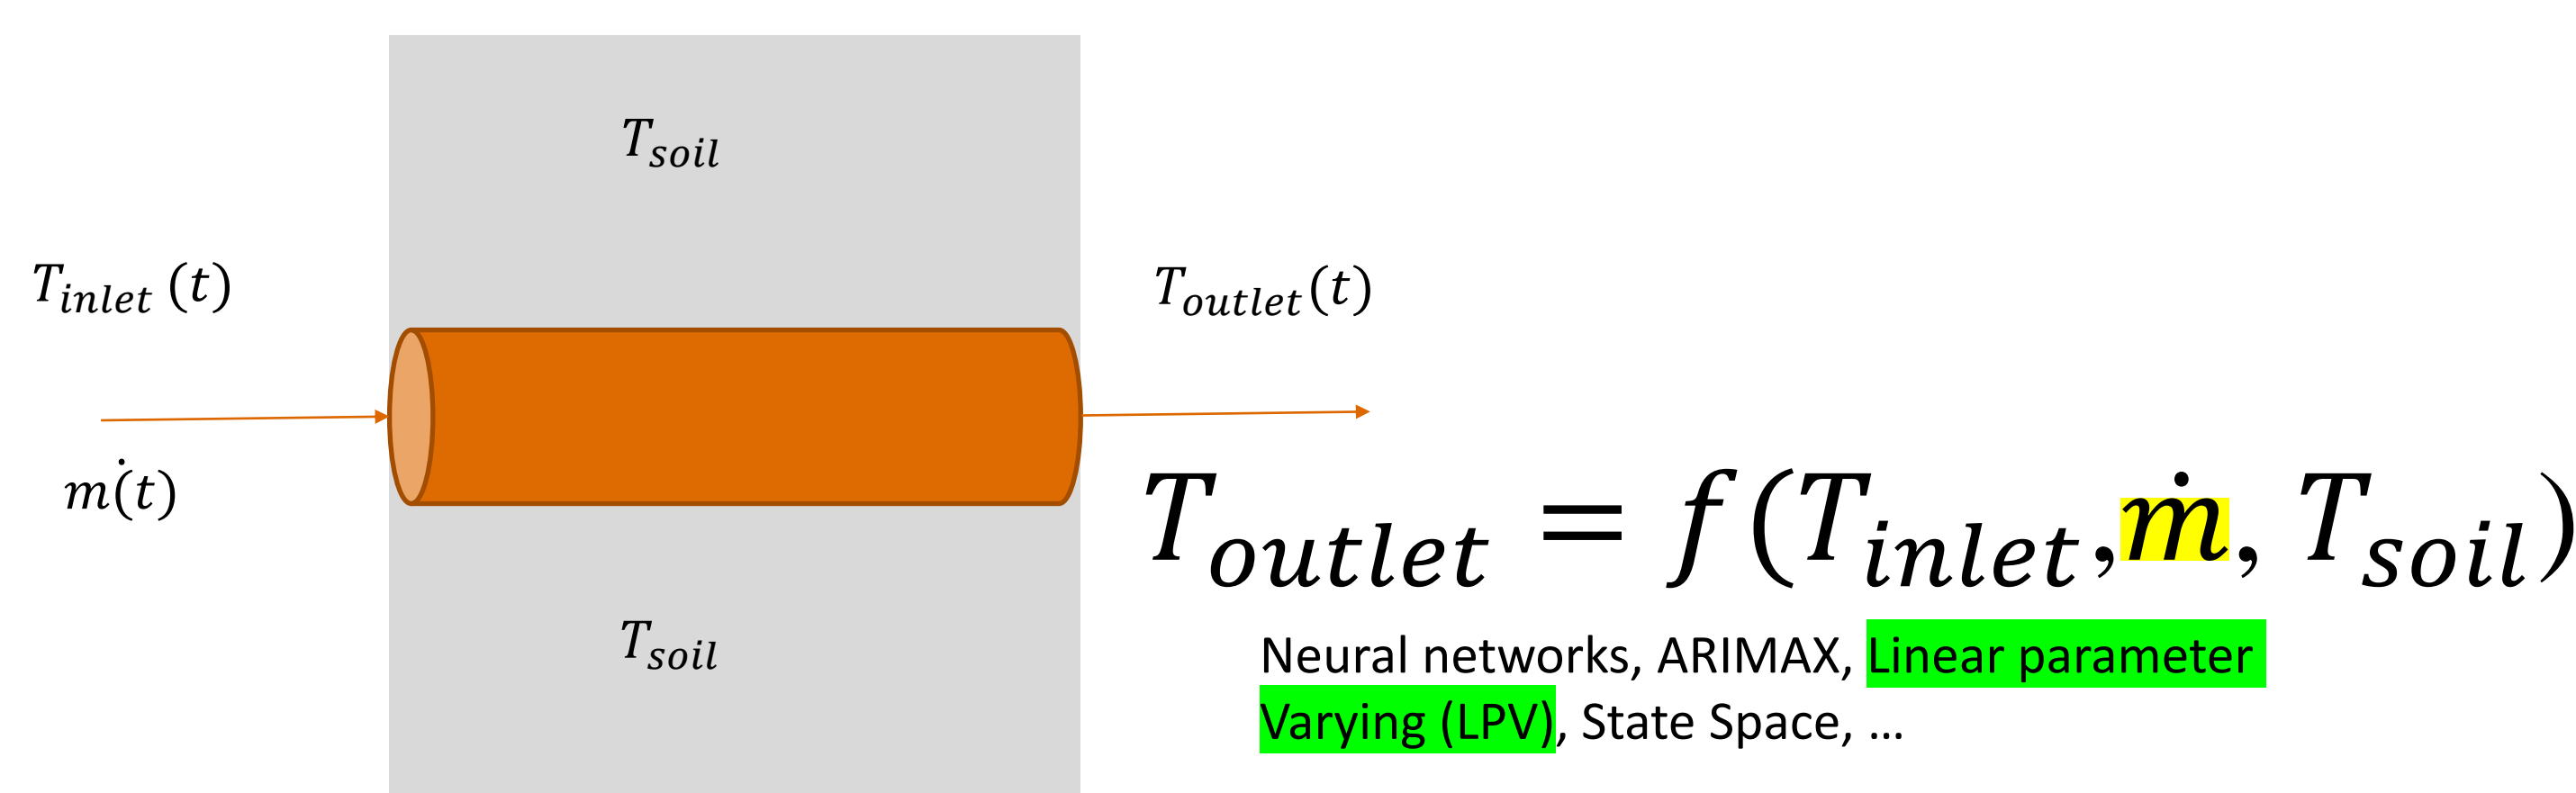 T_soil
T_inlet (t)
T_outlet(t)
ṁ(t)
T_outlet = f(T_inlet,ṁ, T_soil)
T_soil
Neural networks, ARIMAX, Linear parameter
Varying (LPV), State Space, ...